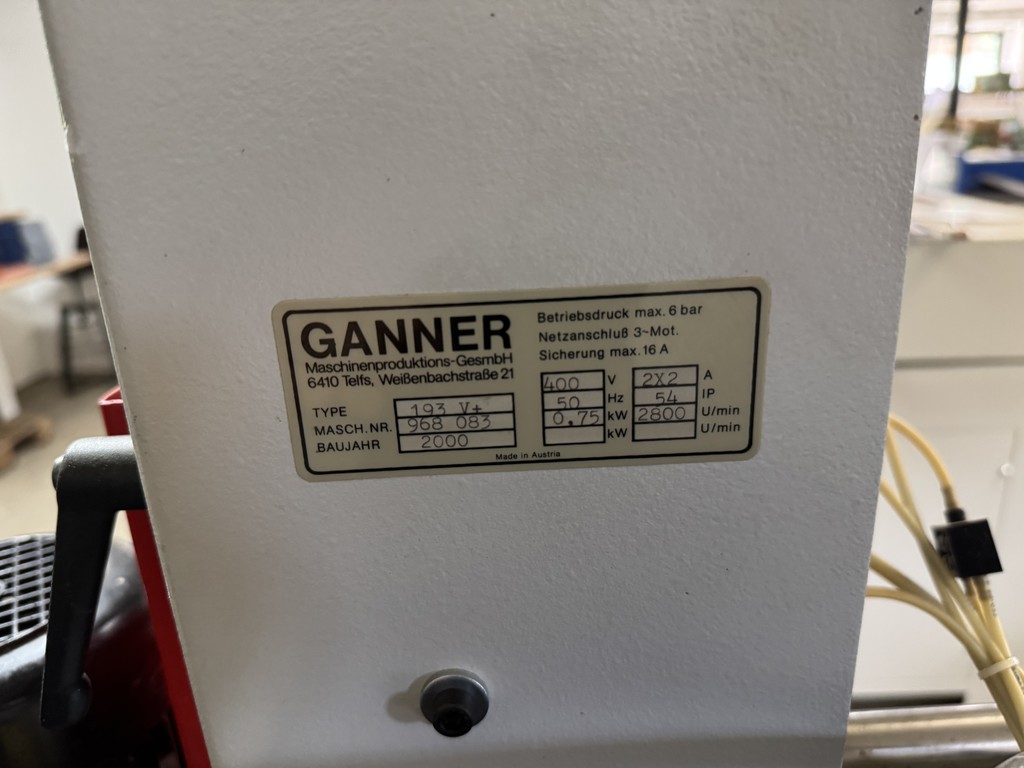 GANNER
Maschinenproduktions-GesmbH
6410 Telfs, Weißenbachstraße 21
TYPE 193 V+
MASCH.NR. 968 083
BAUJAHR 2000
Betriebsdruck max. 6 bar
Netzanschluß 3~Mot.
Sicherung max. 16 A
400 V 2X2 A
50 Hz 54 IP
0.75 kW 2800 U/min
kW U/min
Made in Austria